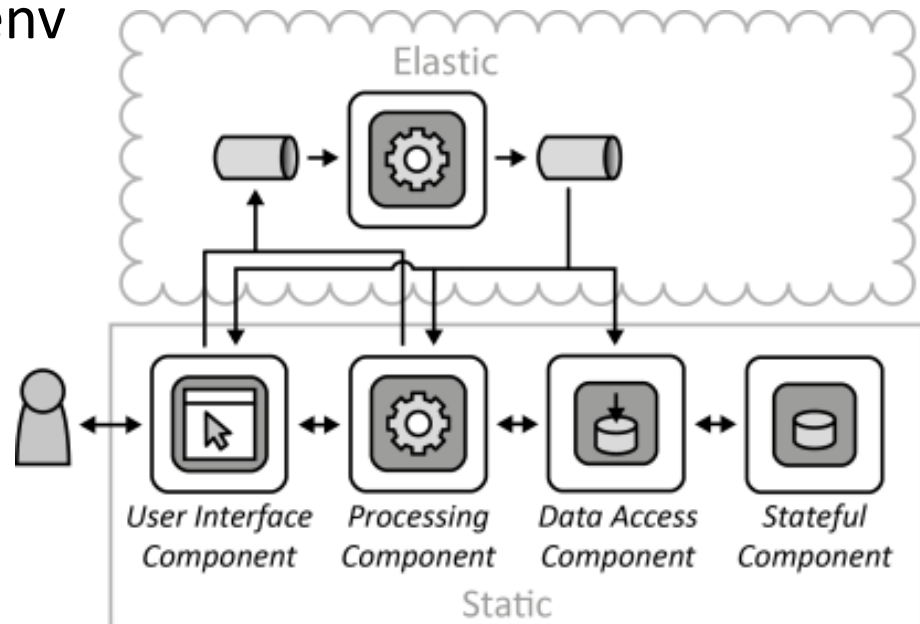 env
Elastic
User Interface
Component
Processing
Component
Data Access
Component
Stateful
Component
Static